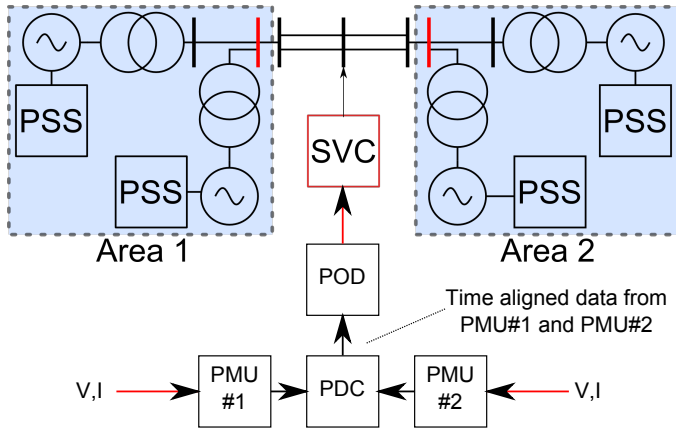 PSS
PSS
PSS
PSS
SVC
Area 1
Area 2
POD
Time aligned data from
PMU#1 and PMU#2
V,I
PMU
#1
PDC
PMU
#2
V,I